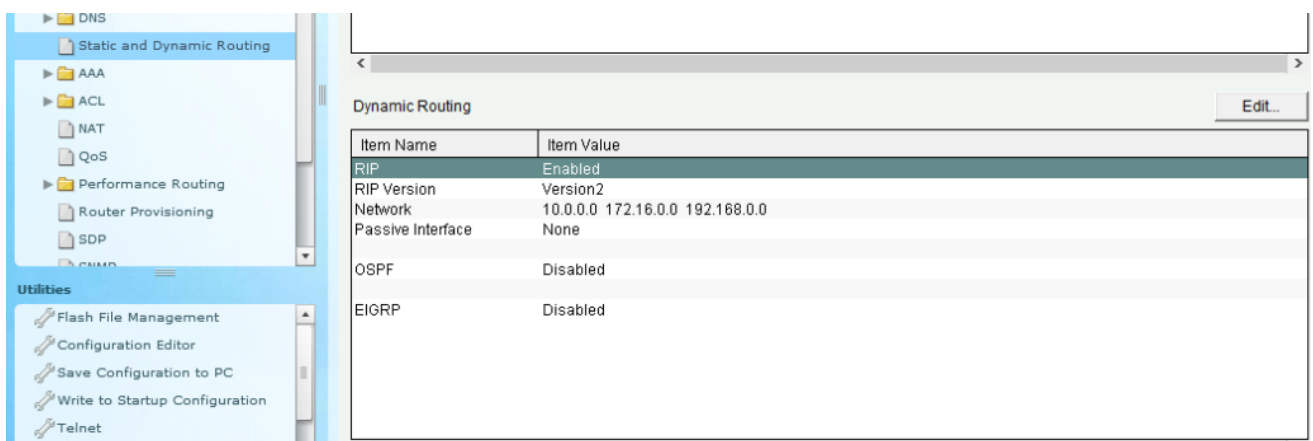 DNS
Static and Dynamic Routing
AAA
ACL
NAT
QoS
Performance Routing
Router Provisioning
SDP
SNMP
Utilities
Flash File Management
Configuration Editor
Save Configuration to PC
Write to Startup Configuration
Telnet
Dynamic Routing
Edit...
Item Name Item Value
RIP Enabled
RIP Version Version2
Network 10.0.0.0 172.16.0.0 192.168.0.0
Passive Interface None
OSPF Disabled
EIGRP Disabled